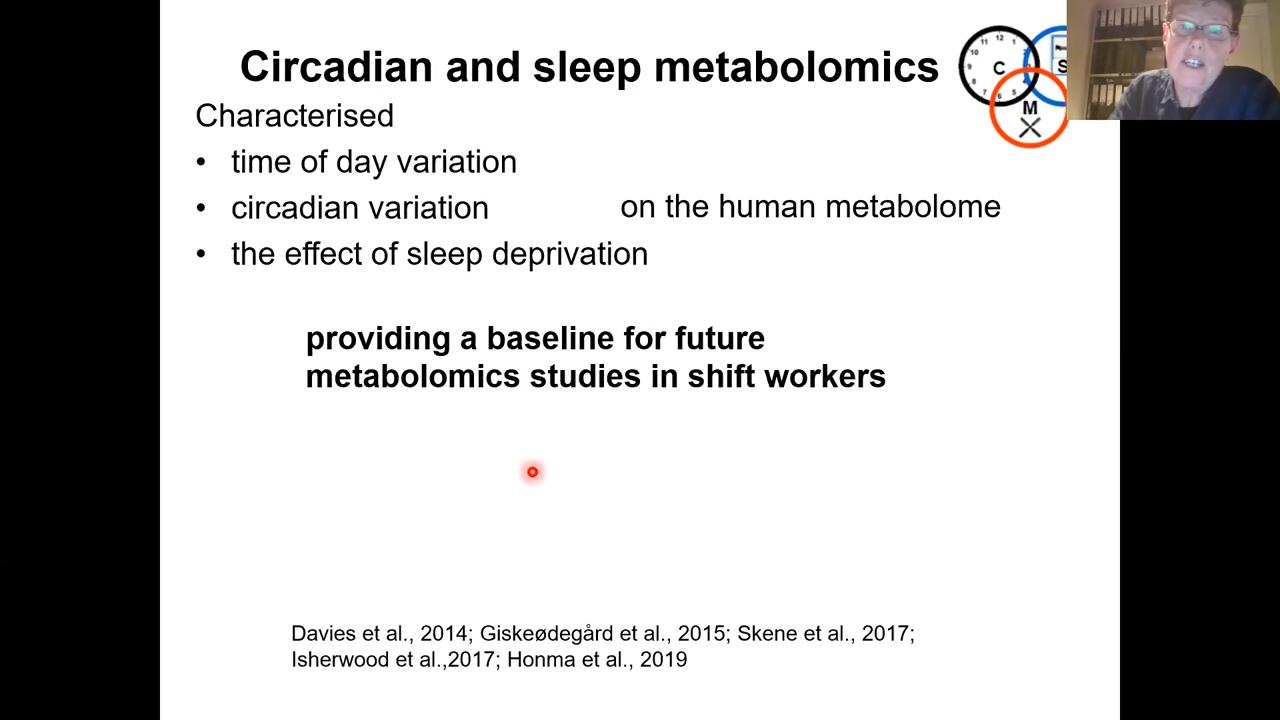 Circadian and sleep metabolomics
Characterised
• time of day variation
• circadian variation
on the human metabolome
• the effect of sleep deprivation
providing a baseline for future
metabolomics studies in shift workers
Davies et al., 2014; Giskeødegård et al., 2015; Skene et al., 2017;
Isherwood et al.,2017; Honma et al., 2019
C
S
M